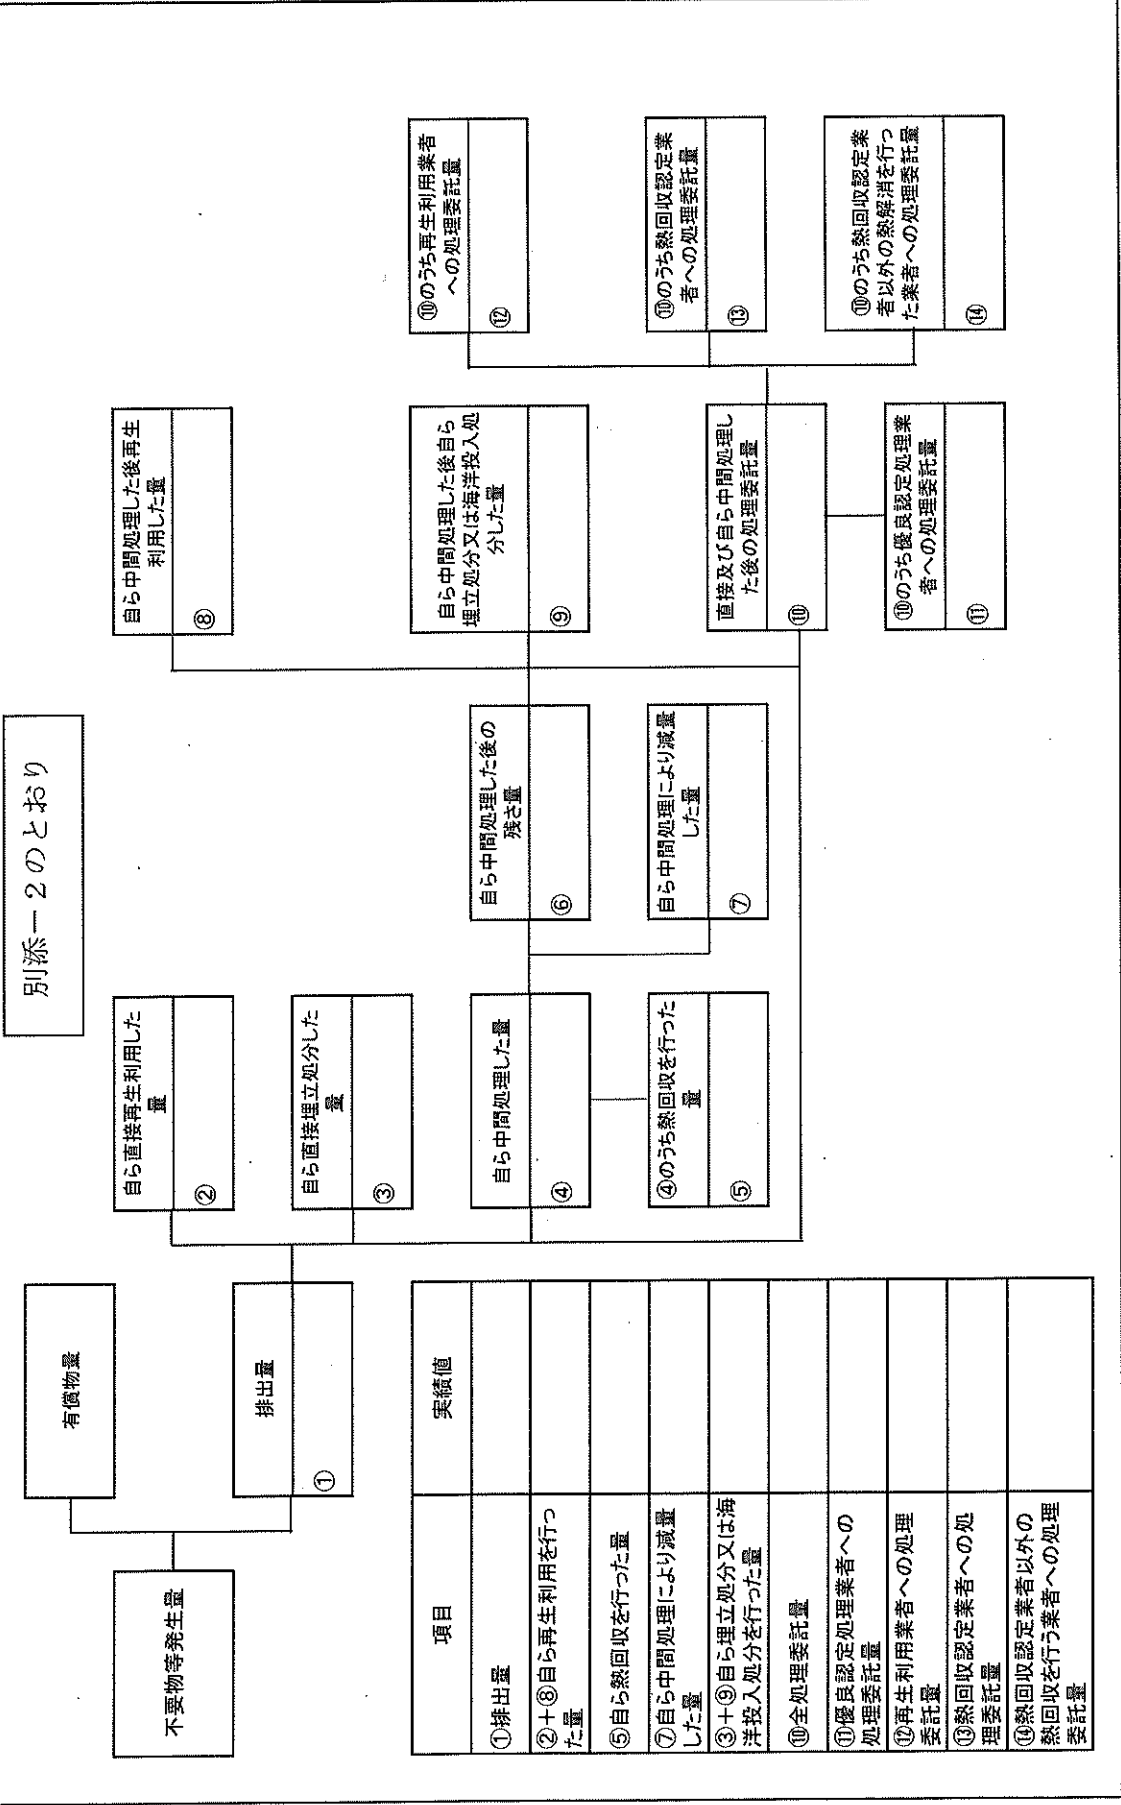 別添－２のとおり
不要物等発生量
有償物量
排出量
①
自ら直接再生利用した
量
②
自ら直接埋立処分した
量
③
自ら中間処理した量
④
④のうち熱回収を行った
量
⑤
自ら中間処理した後の
残さ量
⑥
自ら中間処理により減量
した量
⑦
自ら中間処理した後再生
利用した量
⑧
自ら中間処理した後自ら
埋立処分又は海洋投入処
分した量
⑨
直接及び自ら中間処理し
た後の処理委託量
⑩
⑩のうち優良認定処理業
者への処理委託量
⑪
⑩のうち再生利用業者
への処理委託量
⑫
⑩のうち熱回収認定業
者への処理委託量
⑬
⑩のうち熱回収認定業
者以外の熱解消を行っ
た業者への処理委託量
⑭
項目
実績値
①排出量
②＋⑧自ら再生利用を行っ
た量
⑤自ら熱回収を行った量
⑦自ら中間処理により減量
した量
③＋⑨自ら埋立処分又は海
洋投入処分を行った量
⑩全処理委託量
⑪優良認定処理業者への
処理委託量
⑫再生利用業者への処理
委託量
⑬熱回収認定業者への処
理委託量
⑭熱回収認定業者以外の
熱回収を行う業者への処理
委託量